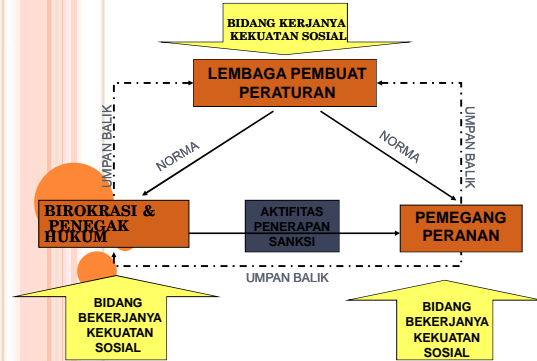 BIDANG KERJANYA
KEKUATAN SOSIAL
LEMBAGA PEMBUAT
PERATURAN
UMPAN BALIK
NORMA
NORMA
UMPAN BALIK
BIROKRASI &
PENEGAK
HUKUM
AKTIFITAS
PENERAPAN
SANKSI
PEMEGANG
PERANAN
UMPAN BALIK
BIDANG
BEKERJANYA
KEKUATAN
SOSIAL
BIDANG
BEKERJANYA
KEKUATAN
SOSIAL